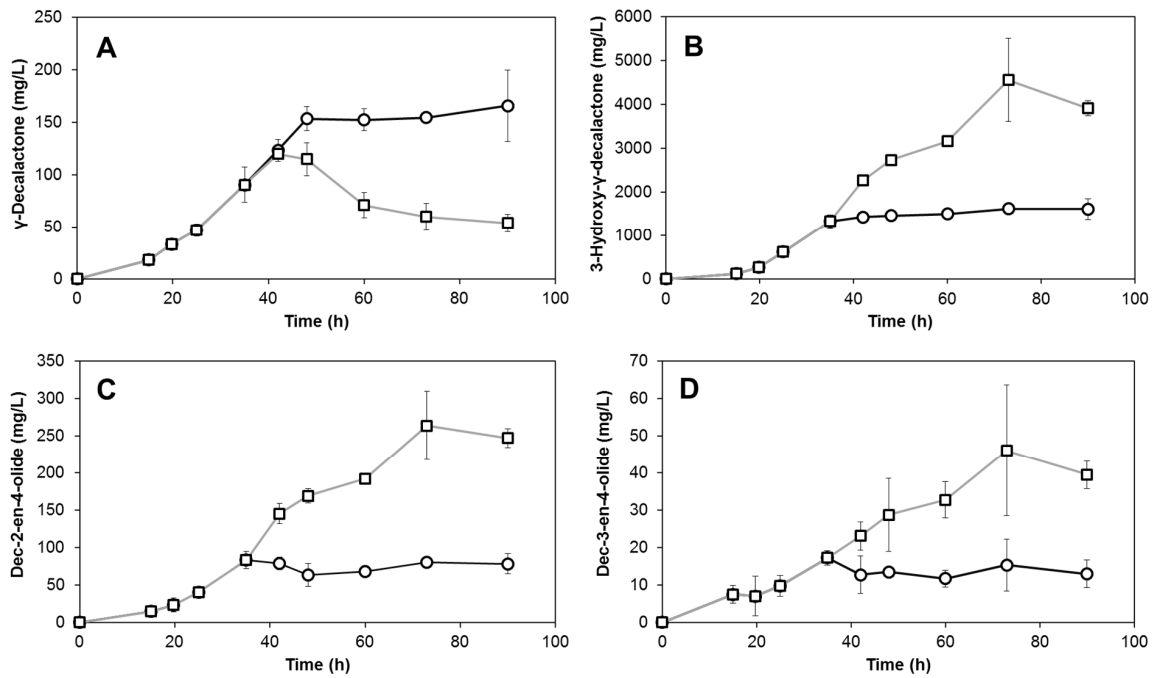 A
γ-Decalactone (mg/L)
250
200
150
100
50
0
0 20 40 60 80 100
Time (h)
B
3-Hydroxy-γ-decalactone (mg/L)
6000
5000
4000
3000
2000
1000
0
0 20 40 60 80 100
Time (h)
C
Dec-2-en-4-olide (mg/L)
350
300
250
200
150
100
50
0
0 20 40 60 80 100
Time (h)
D
Dec-3-en-4-olide (mg/L)
70
60
50
40
30
20
10
0
0 20 40 60 80 100
Time (h)